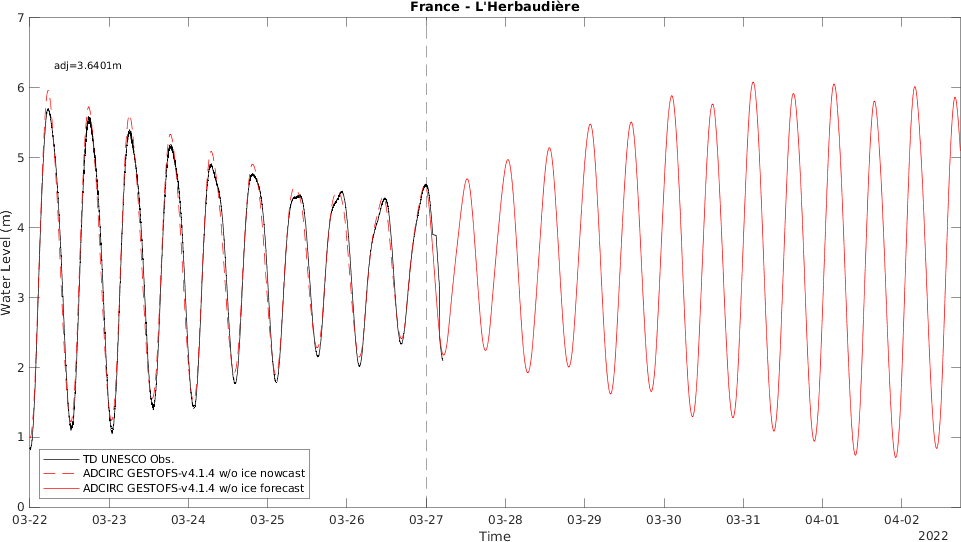 France - L'Herbaudière
adj=3.6401m
Water Level (m)
7
6
5
4
3
2
1
0
TD UNESCO Obs.
ADCIRC GESTOFS-v4.1.4 w/o ice nowcast
ADCIRC GESTOFS-v4.1.4 w/o ice forecast
03-22 03-23 03-24 03-25 03-26 03-27 03-28 03-29 03-30 03-31 04-01 04-02
Time
2022